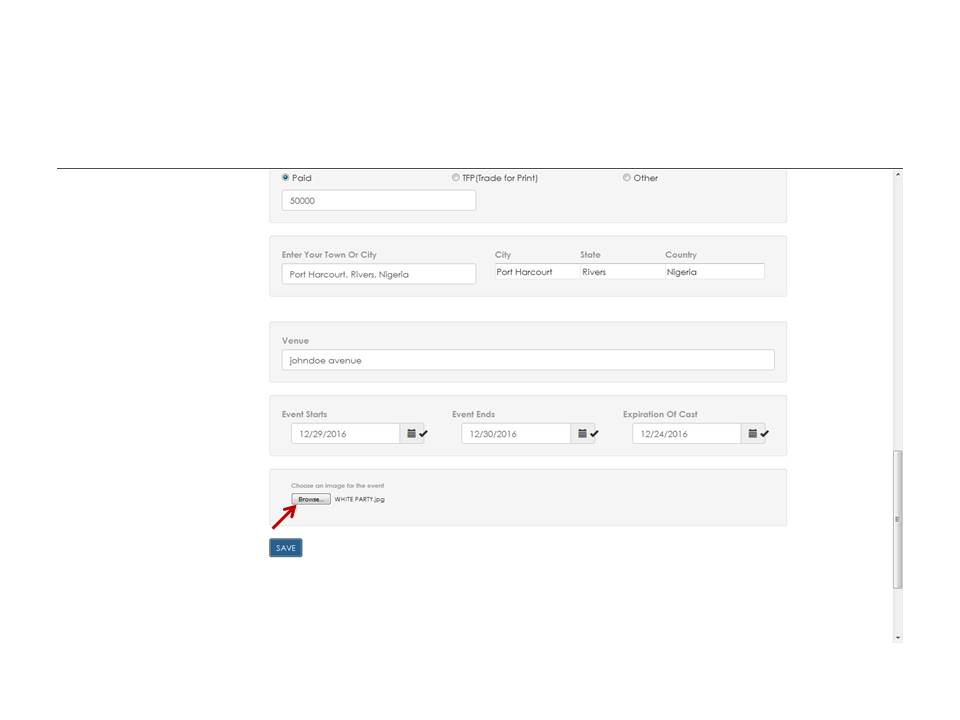 Paid TFP(Trade for Print) Other
50000
Enter Your Town Or City City State Country
Port Harcourt, Rivers, Nigeria Port Harcourt Rivers Nigeria
Venue
johndoe avenue
Event Starts Event Ends Expiration Of Cast
12/29/2016 12/30/2016 12/24/2016
Choose an image for the event
Browse... WHITE PARTY.jpg
SAVE